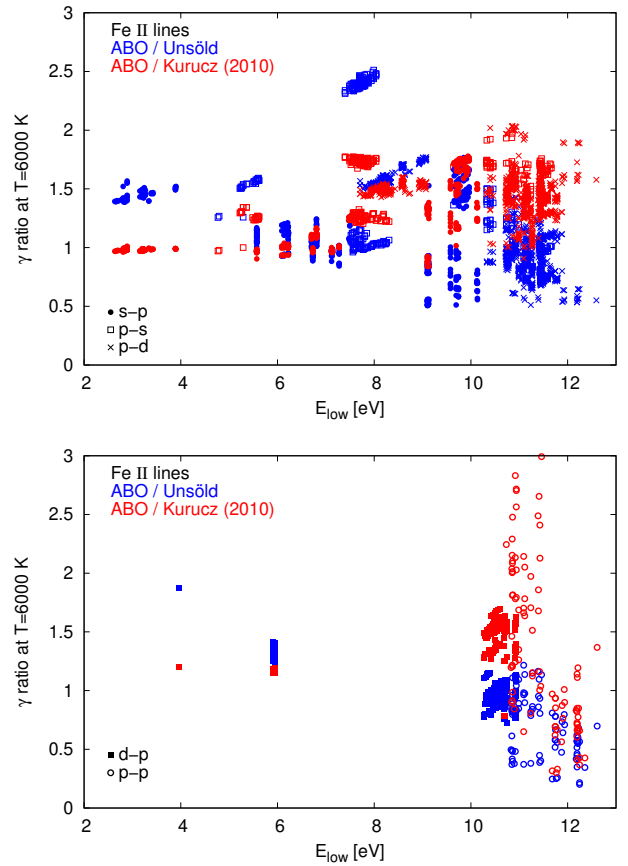 3
2.5
2
1.5
1
0.5
0
γ ratio at T=6000 K
Fe II lines
ABO / Unsöld
ABO / Kurucz (2010)
s−p
p−s
p−d
2 4 6 8 10 12
E_low [eV]
3
2.5
2
1.5
1
0.5
0
γ ratio at T=6000 K
Fe II lines
ABO / Unsöld
ABO / Kurucz (2010)
d−p
p−p
2 4 6 8 10 12
E_low [eV]